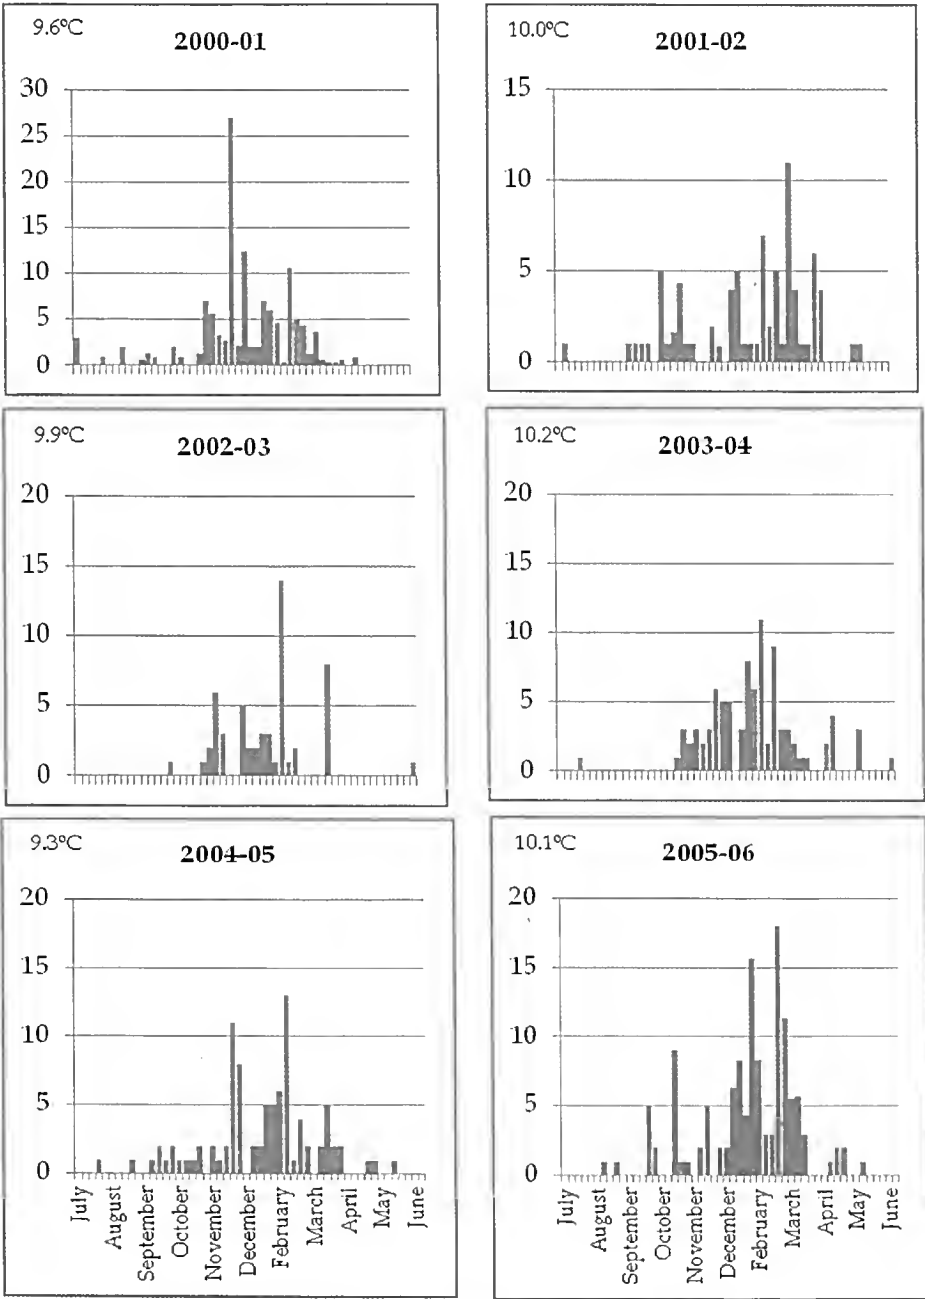 9.6°C
2000-01
30
25
20
15
10
5
0
10.0°C
2001-02
15
10
5
0
9.9°C
2002-03
20
15
10
5
0
10.2°C
2003-04
20
15
10
5
0
9.3°C
2004-05
20
15
10
5
0
July
August
September
October
November
December
February
March
April
May
June
10.1°C
2005-06
20
15
10
5
0
July
August
September
October
November
December
February
March
April
May
June